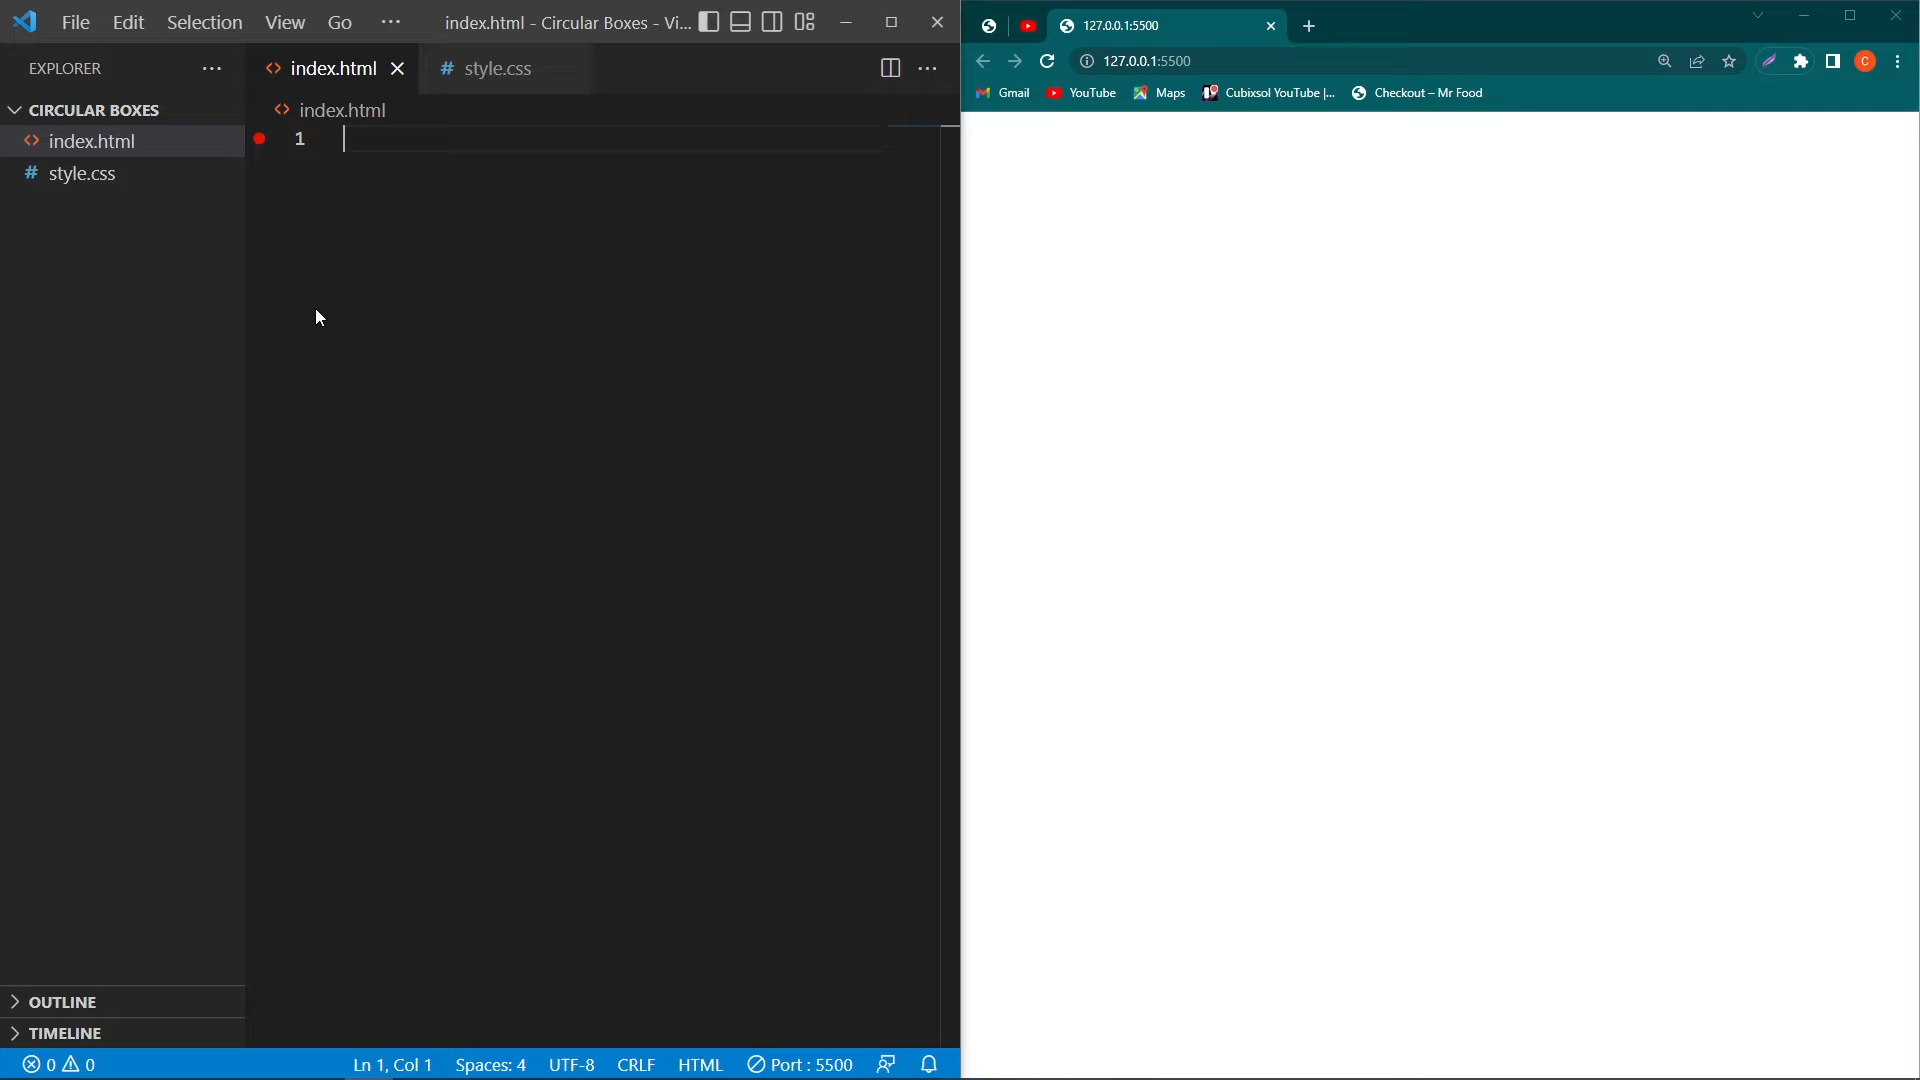 File Edit Selection View Go ··· index.html - Circular Boxes - Vi...
EXPLORER ···
index.html
# style.css
···
CIRCULAR BOXES
index.html
# style.css
<> index.html
1
OUTLINE
TIMELINE
0 0
Ln 1, Col 1 Spaces: 4 UTF-8 CRLF HTML Port : 5500
127.0.0.1:5500
127.0.0.1:5500
C
Gmail YouTube Maps Cubixsol YouTube |... Checkout – Mr Food